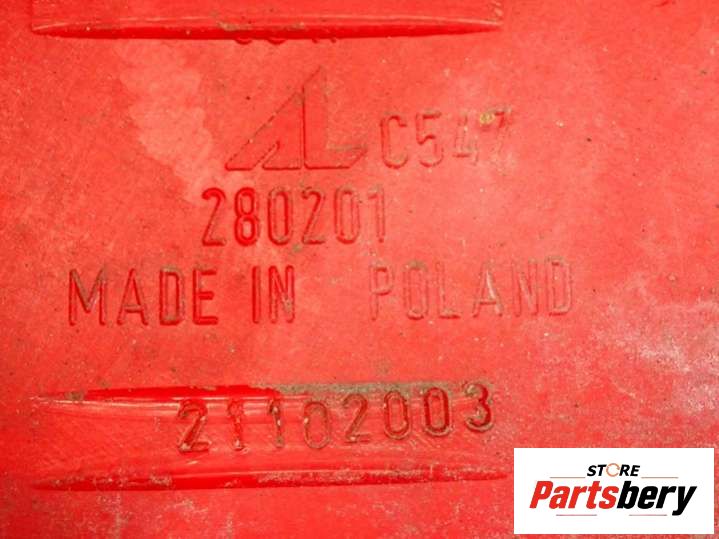 AL C547
280201
MADE IN POLAND
21102003
STORE
Partsbery